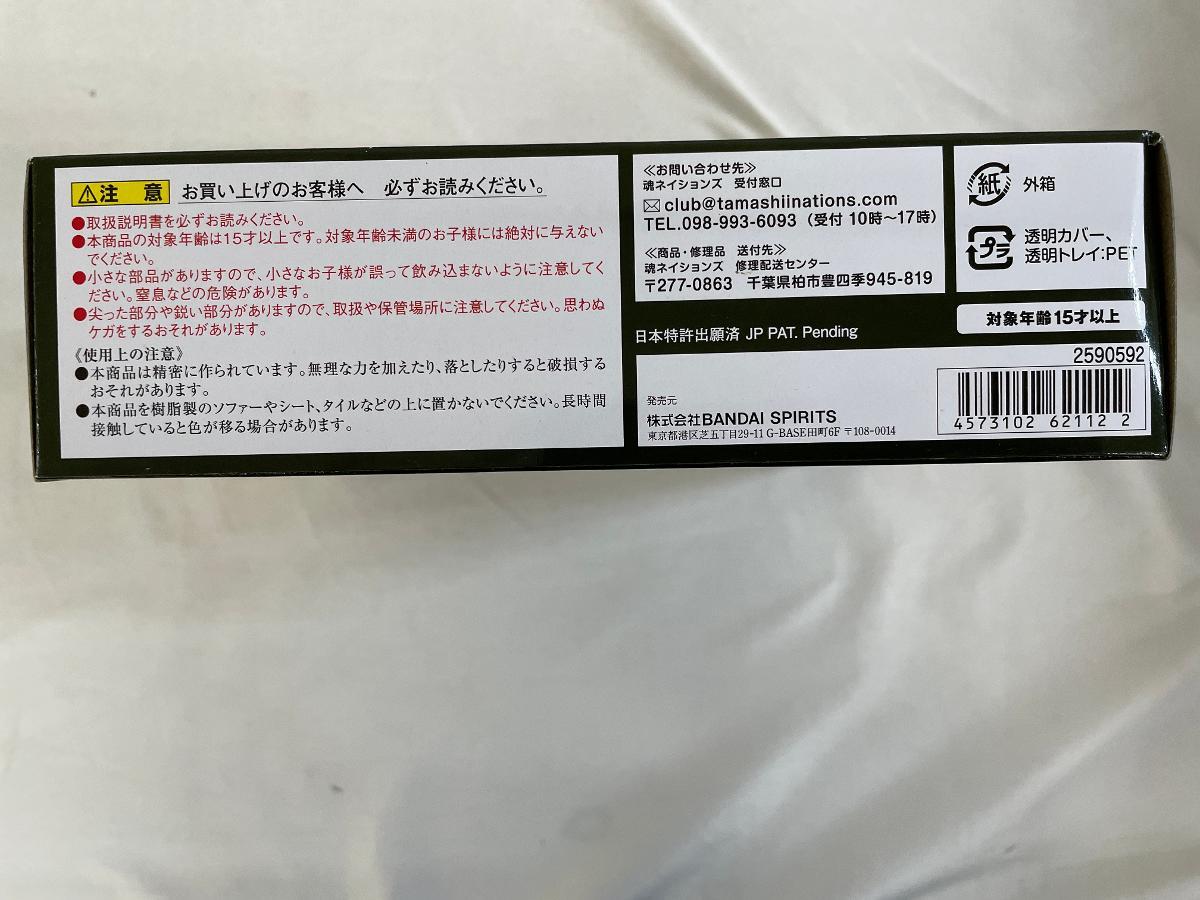 ⚠注意 お買い上げのお客様へ 必ずお読みください。
●取扱説明書を必ずお読みください。
●本商品の対象年齢は15才以上です。対象年齢未満のお子様には絶対に与えない
でください。
●小さな部品がありますので、小さなお子様が誤って飲み込まないように注意してく
ださい。窒息などの危険があります。
●尖った部分や鋭い部分がありますので、取扱や保管場所に注意してください。思わぬ
ケガをするおそれがあります。
《使用上の注意》
●本商品は精密に作られています。無理な力を加えたり、落としたりすると破損する
おそれがあります。
●本商品を樹脂製のソファーやシート、タイルなどの上に置かないでください。長時間
接触していると色が移る場合があります。
≪お問い合わせ先≫
魂ネイションズ 受付窓口
✉club@tamashiinations.com
TEL.098-993-6093 (受付 10時〜17時)
≪商品・修理品 送付先≫
魂ネイションズ 修理配送センター
〒277-0863 千葉県柏市豊四季945-819
紙 外箱
プラ 透明カバー、
透明トレイ:PET
日本特許出願済 JP PAT. Pending
対象年齢15才以上
2590592
発売元
株式会社BANDAI SPIRITS
東京都港区芝五丁目29-11 G-BASE田町6F 〒108-0014
4573102 62112 2